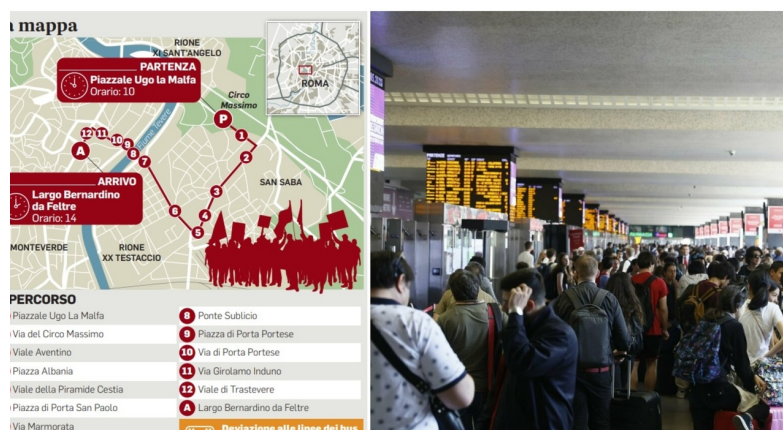 mappa
RIONE
XI SANT'ANGELO
PARTENZA
Piazzale Ugo la Malfa
Orario: 10
Circo
Massimo
ROMA
P
1
2
3
4
5
6
7
8
9
10
11
12
A
Fiume Tevere
ARRIVO
Largo Bernardino
da Feltre
Orario: 14
SAN SABA
MONTEVERDE
RIONE
XX TESTACCIO
PERCORSO
Piazzale Ugo La Malfa
Via del Circo Massimo
Viale Aventino
Piazza Albania
Viale della Piramide Cestia
Piazza di Porta San Paolo
Via Marmorata
8 Ponte Sublicio
9 Piazza di Porta Portese
10 Via di Porta Portese
11 Via Girolamo Induno
12 Viale di Trastevere
A Largo Bernardino da Feltre
Deviazione alle linee dei bus
PARTENZE